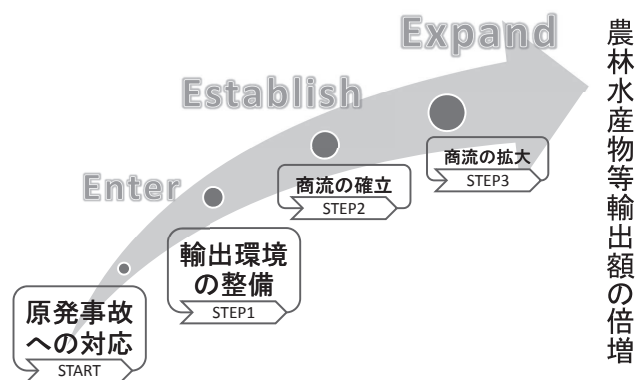 Expand
Establish
Enter
原発事故
への対応
START
輸出環境
の整備
STEP1
商流の確立
STEP2
商流の拡大
STEP3
農林水産物等輸出額の倍増